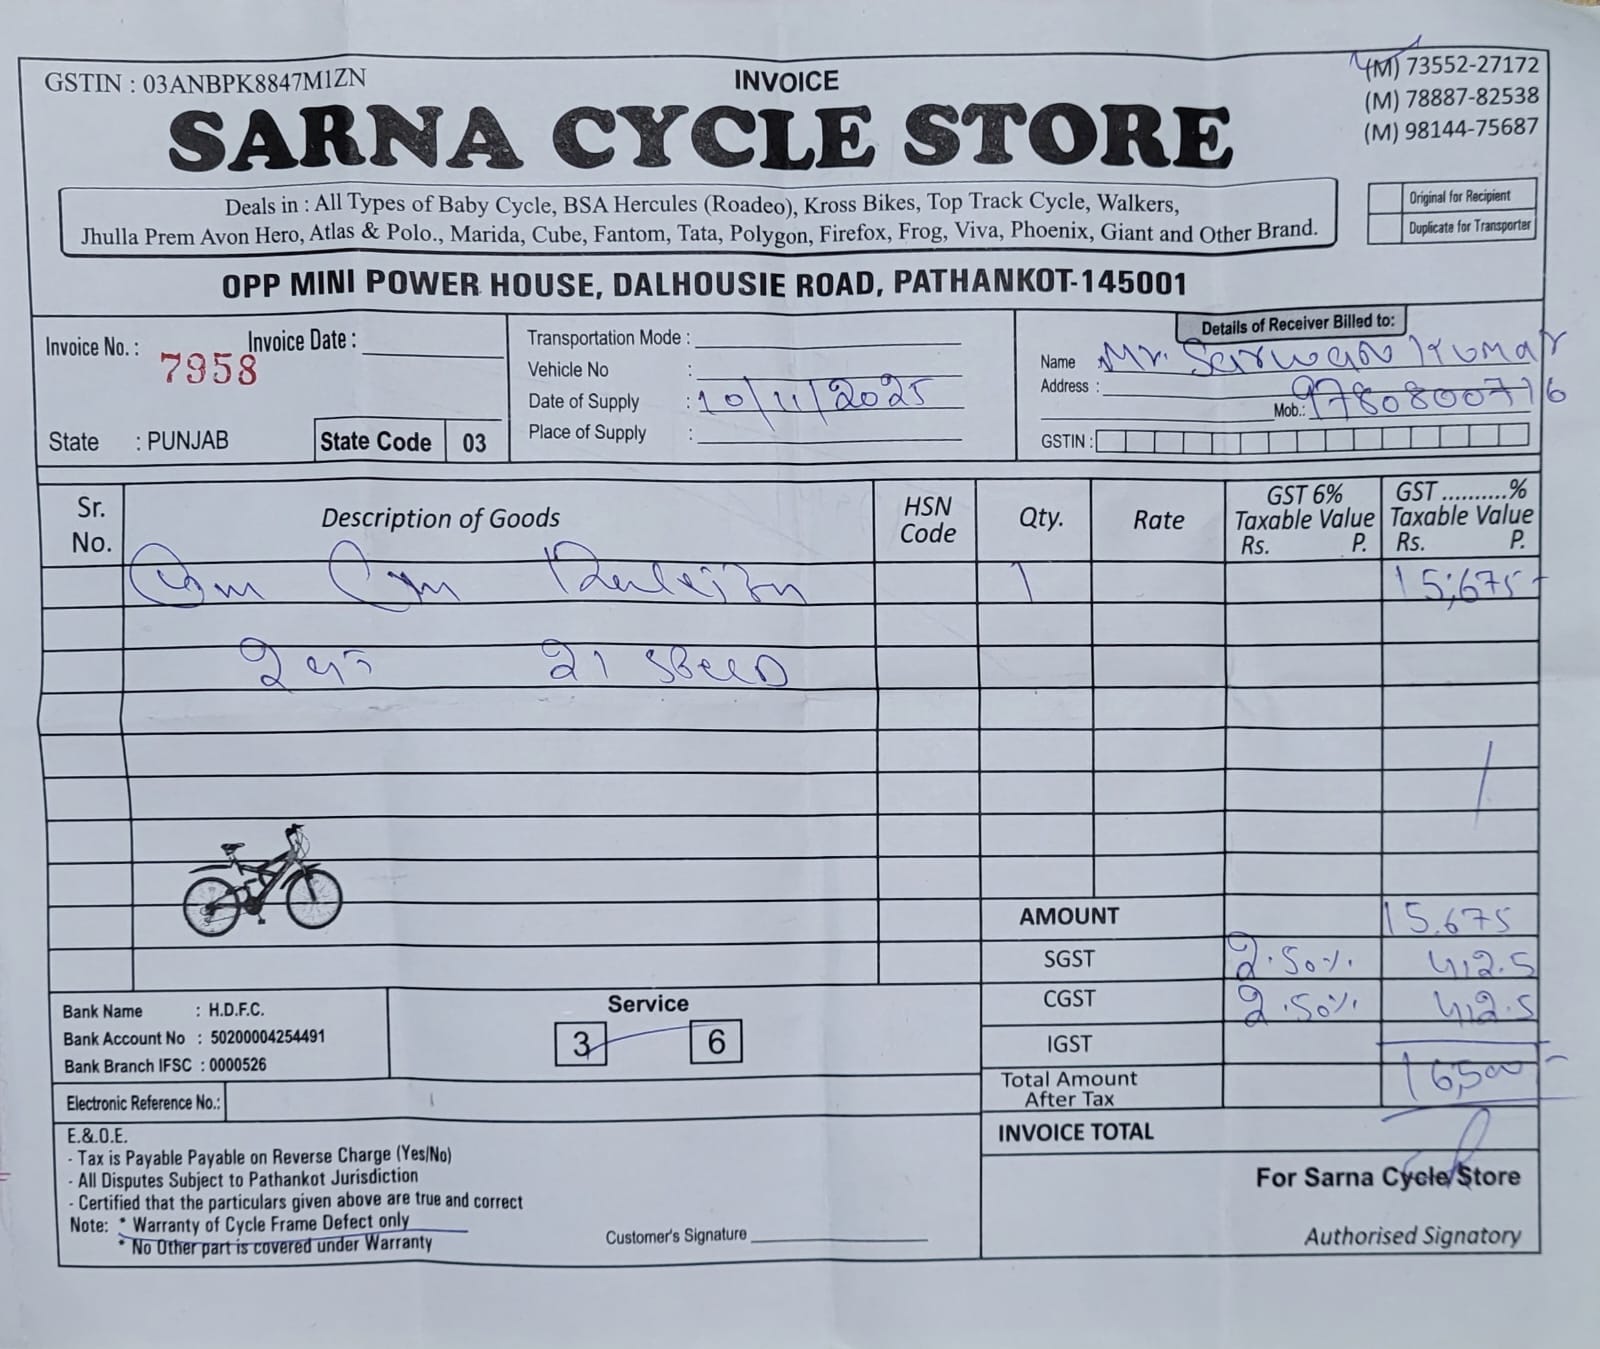 GSTIN : 03ANBPK8847M1ZN
INVOICE
(M) 73552-27172
(M) 78887-82538
(M) 98144-75687
SARNA CYCLE STORE
Deals in : All Types of Baby Cycle, BSA Hercules (Roadeo), Kross Bikes, Top Track Cycle, Walkers,
Jhulla Prem Avon Hero, Atlas & Polo., Marida, Cube, Fantom, Tata, Polygon, Firefox, Frog, Viva, Phoenix, Giant and Other Brand.
Original for Recipient
Duplicate for Transporter
OPP MINI POWER HOUSE, DALHOUSIE ROAD, PATHANKOT-145001
Invoice No. : 7958 Invoice Date :
State : PUNJAB State Code 03
Transportation Mode :
Vehicle No :
Date of Supply : 10/11/2025
Place of Supply :
Details of Receiver Billed to:
Name Mr. Sarwan Kumar
Address :
Mob.: 9780800716
GSTIN :
Sr. No. Description of Goods HSN Code Qty. Rate GST 6% Taxable Value Rs. P. GST ..........% Taxable Value Rs. P.
1 15,675-
21 SPeeD
AMOUNT 15,675
SGST 2.50% 412.5
CGST 2.50% 412.5
IGST
Total Amount After Tax 16,500-
INVOICE TOTAL
Bank Name : H.D.F.C.
Bank Account No : 50200004254491
Bank Branch IFSC : 0000526
Service
3 6
Electronic Reference No.:
E.&.O.E.
- Tax is Payable Payable on Reverse Charge (Yes/No)
- All Disputes Subject to Pathankot Jurisdiction
- Certified that the particulars given above are true and correct
Note: * Warranty of Cycle Frame Defect only
* No Other part is covered under Warranty
Customer's Signature
For Sarna Cycle Store
Authorised Signatory